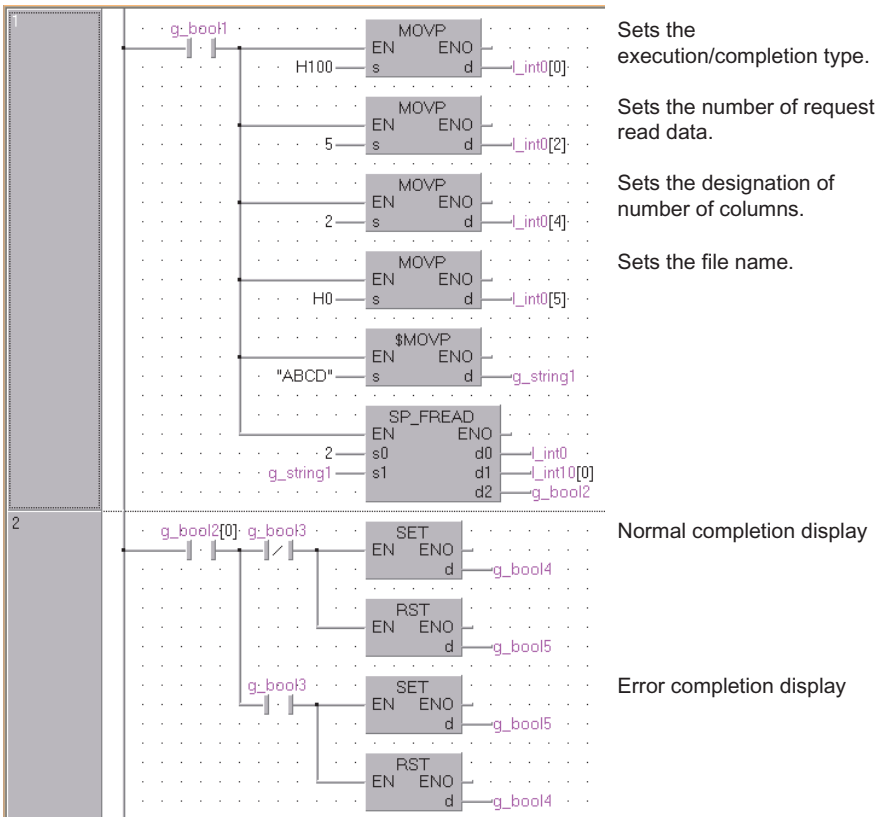 1
g_bool1
MOVP
EN ENO
H100 s d l_int0[0]
Sets the
execution/completion type.
MOVP
EN ENO
5 s d l_int0[2]
Sets the number of request
read data.
MOVP
EN ENO
2 s d l_int0[4]
Sets the designation of
number of columns.
MOVP
EN ENO
H0 s d l_int0[5]
Sets the file name.
$MOVP
EN ENO
"ABCD" s d g_string1
SP_FREAD
EN ENO
2 s0 d0 l_int0
g_string1 s1 d1 l_int10[0]
d2 g_bool2
2
g_bool2[0] g_bool3
SET
EN ENO
d g_bool4
Normal completion display
RST
EN ENO
d g_bool5
g_bool3
SET
EN ENO
d g_bool5
Error completion display
RST
EN ENO
d g_bool4